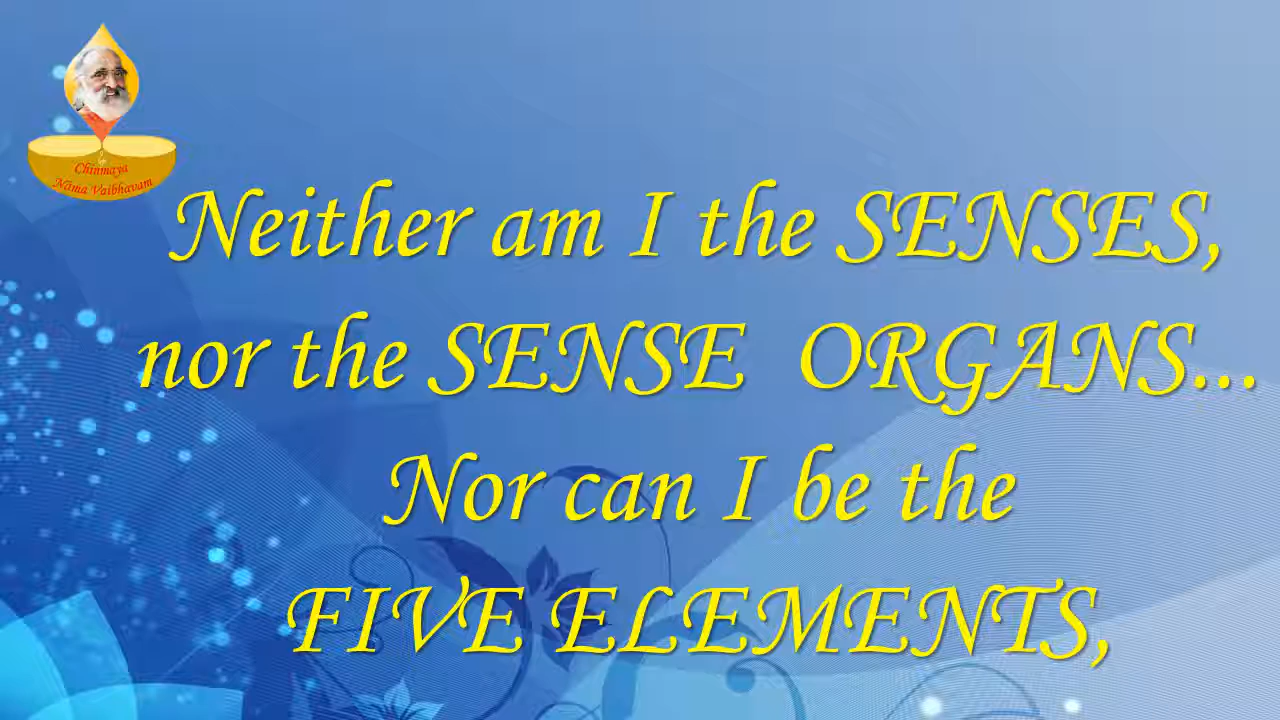 Chinmaya
Nāma Vaibhavam
Neither am I the SENSES,
nor the SENSE ORGANS...
Nor can I be the
FIVE ELEMENTS,